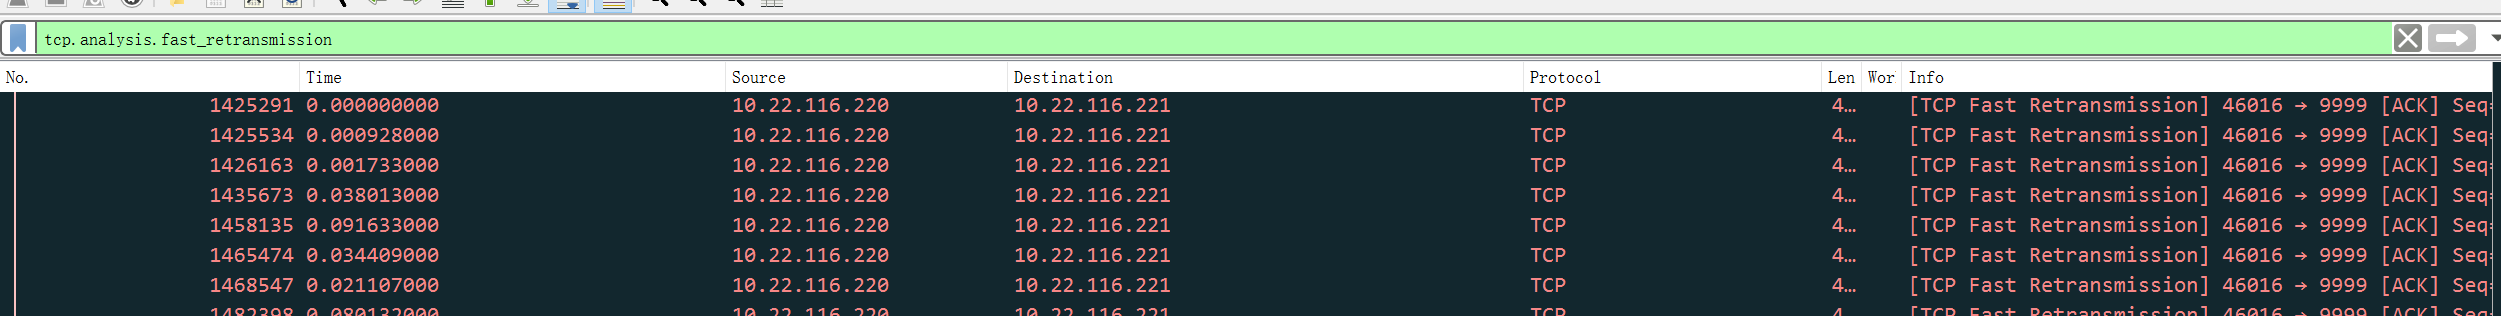 tcp.analysis.fast_retransmission
No. Time Source Destination Protocol Len Wor Info
1425291 0.000000000 10.22.116.220 10.22.116.221 TCP 4… [TCP Fast Retransmission] 46016 → 9999 [ACK] Seq
1425534 0.000928000 10.22.116.220 10.22.116.221 TCP 4… [TCP Fast Retransmission] 46016 → 9999 [ACK] Seq
1426163 0.001733000 10.22.116.220 10.22.116.221 TCP 4… [TCP Fast Retransmission] 46016 → 9999 [ACK] Seq
1435673 0.038013000 10.22.116.220 10.22.116.221 TCP 4… [TCP Fast Retransmission] 46016 → 9999 [ACK] Seq
1458135 0.091633000 10.22.116.220 10.22.116.221 TCP 4… [TCP Fast Retransmission] 46016 → 9999 [ACK] Seq
1465474 0.034409000 10.22.116.220 10.22.116.221 TCP 4… [TCP Fast Retransmission] 46016 → 9999 [ACK] Seq
1468547 0.021107000 10.22.116.220 10.22.116.221 TCP 4… [TCP Fast Retransmission] 46016 → 9999 [ACK] Seq
1482398 0.080132000 10.22.116.220 10.22.116.221 TCP 4… [TCP Fast Retransmission] 46016 → 9999 [ACK] Seq